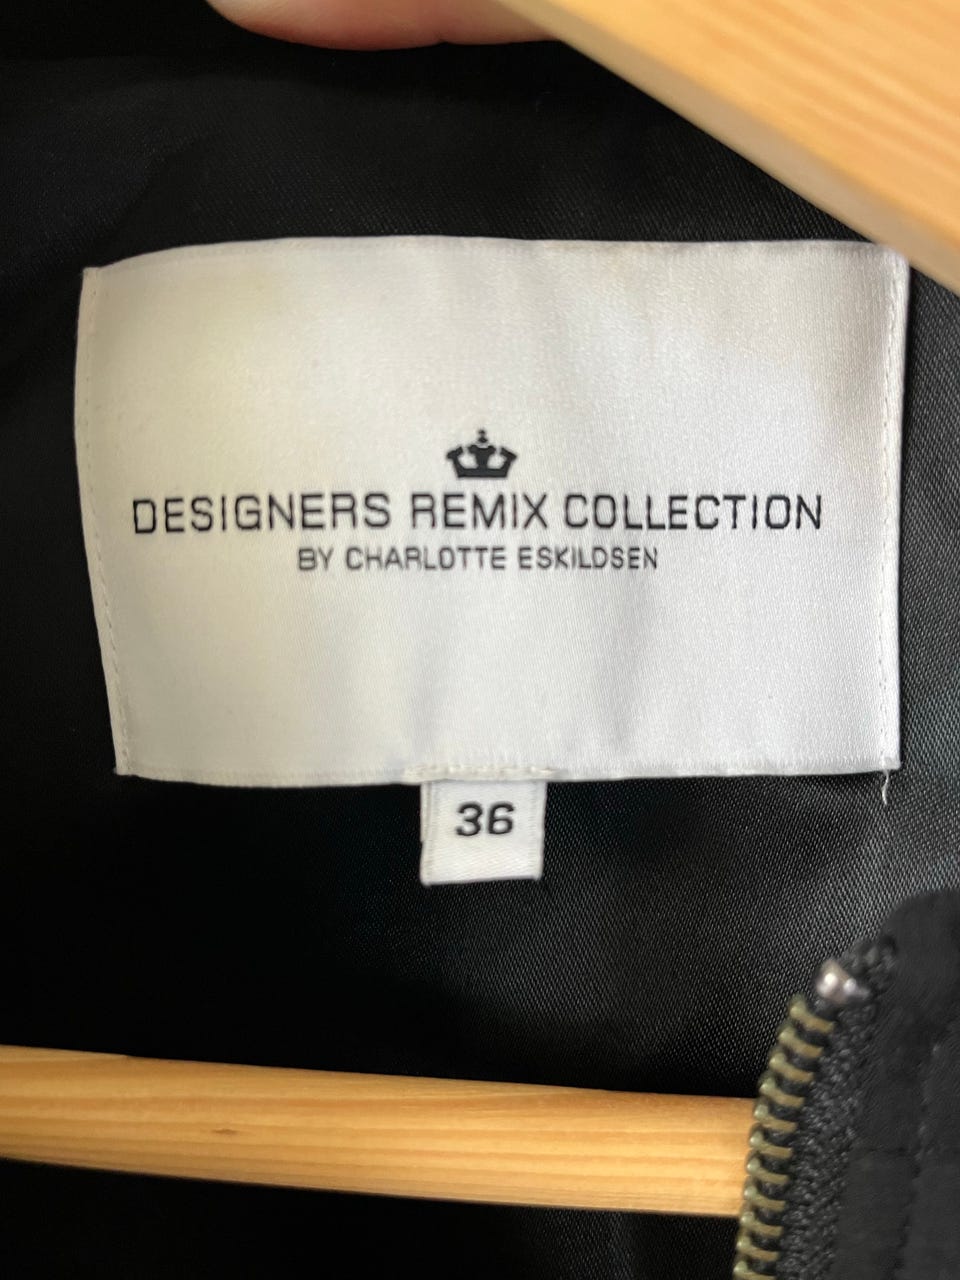 DESIGNERS REMIX COLLECTION
BY CHARLOTTE ESKILDSEN
36